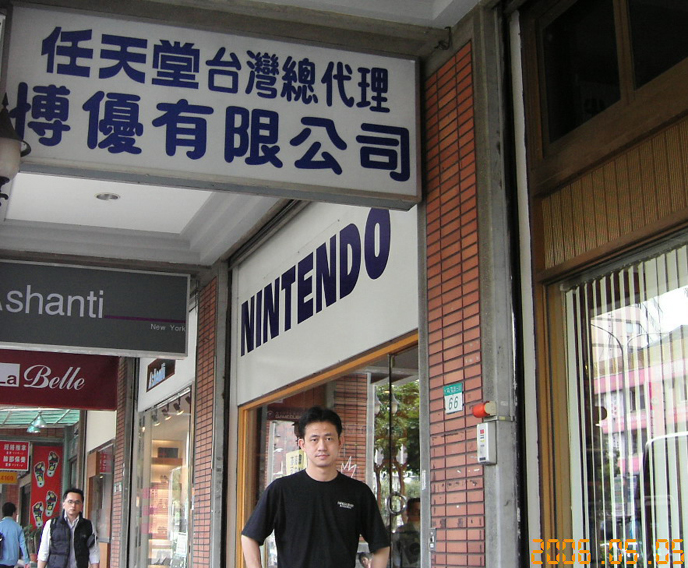 任天堂台灣總代理
博優有限公司
NINTENDO
Ashanti
New York
La Belle
66
2006.05.09